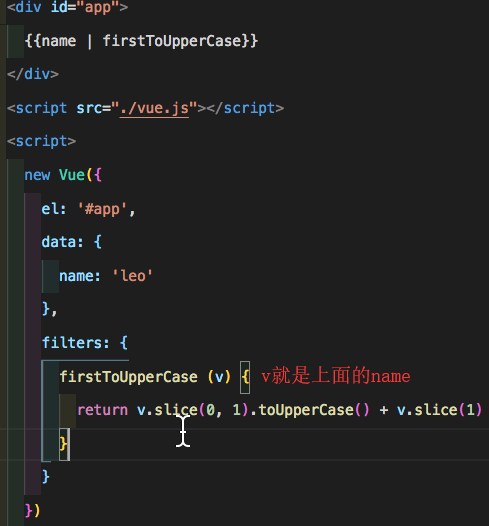 <div id="app">
{{name | firstToUpperCase}}
</div>
<script src="./vue.js"></script>
<script>
new Vue({
el: '#app',
data: {
name: 'leo'
},
filters: {
firstToUpperCase (v) { v就是上面的name
return v.slice(0, 1).toUpperCase() + v.slice(1)
}
}
})